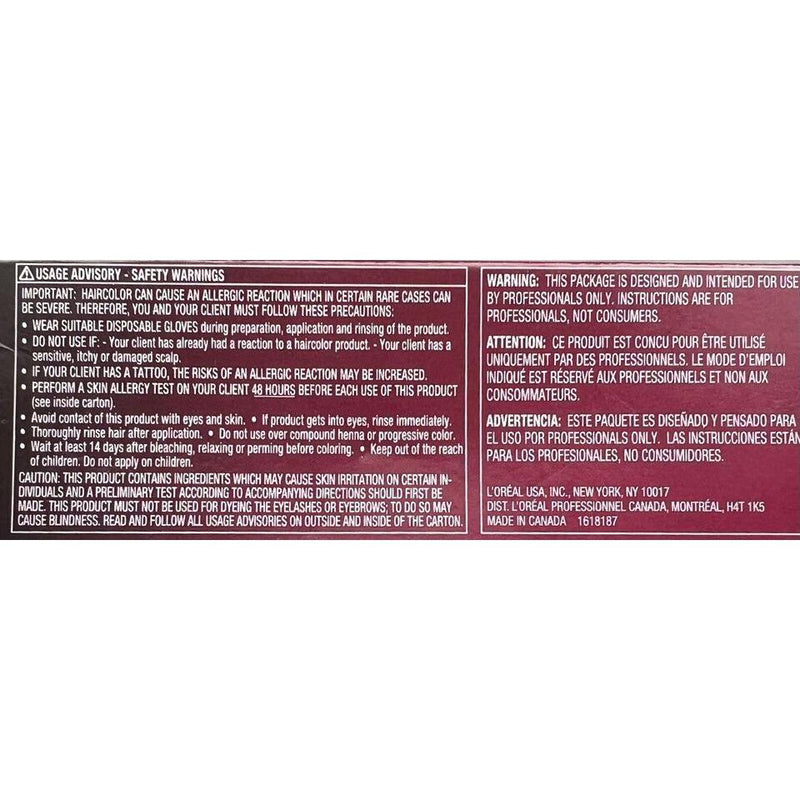 ⚠ USAGE ADVISORY - SAFETY WARNINGS
IMPORTANT: HAIRCOLOR CAN CAUSE AN ALLERGIC REACTION WHICH IN CERTAIN RARE CASES CAN
BE SEVERE. THEREFORE, YOU AND YOUR CLIENT MUST FOLLOW THESE PRECAUTIONS:
• WEAR SUITABLE DISPOSABLE GLOVES during preparation, application and rinsing of the product.
• DO NOT USE IF: - Your client has already had a reaction to a haircolor product. - Your client has a
sensitive, itchy or damaged scalp.
• IF YOUR CLIENT HAS A TATTOO, THE RISKS OF AN ALLERGIC REACTION MAY BE INCREASED.
• PERFORM A SKIN ALLERGY TEST ON YOUR CLIENT 48 HOURS BEFORE EACH USE OF THIS PRODUCT
(see inside carton).
• Avoid contact of this product with eyes and skin. • If product gets into eyes, rinse immediately.
• Thoroughly rinse hair after application. • Do not use over compound henna or progressive color.
• Wait at least 14 days after bleaching, relaxing or perming before coloring. • Keep out of the reach
of children. Do not apply on children.
CAUTION: THIS PRODUCT CONTAINS INGREDIENTS WHICH MAY CAUSE SKIN IRRITATION ON CERTAIN IN-
DIVIDUALS AND A PRELIMINARY TEST ACCORDING TO ACCOMPANYING DIRECTIONS SHOULD FIRST BE
MADE. THIS PRODUCT MUST NOT BE USED FOR DYEING THE EYELASHES OR EYEBROWS; TO DO SO MAY
CAUSE BLINDNESS. READ AND FOLLOW ALL USAGE ADVISORIES ON OUTSIDE AND INSIDE OF THE CARTON.
WARNING: THIS PACKAGE IS DESIGNED AND INTENDED FOR USE
BY PROFESSIONALS ONLY. INSTRUCTIONS ARE FOR
PROFESSIONALS, NOT CONSUMERS.
ATTENTION: CE PRODUIT EST CONCU POUR ÊTRE UTILISÉ
UNIQUEMENT PAR DES PROFESSIONNELS. LE MODE D'EMPLOI
INDIQUÉ EST RÉSERVÉ AUX PROFESSIONNELS ET NON AUX
CONSOMMATEURS.
ADVERTENCIA: ESTE PAQUETE ES DISEÑADO Y PENSADO PARA
EL USO POR PROFESSIONALS ONLY. LAS INSTRUCCIONES ESTÁN
PARA LOS PROFESIONALES, NO CONSUMIDORES.
L'ORÉAL USA, INC., NEW YORK, NY 10017
DIST. L'ORÉAL PROFESSIONNEL CANADA, MONTRÉAL, H4T 1K5
MADE IN CANADA 1618187